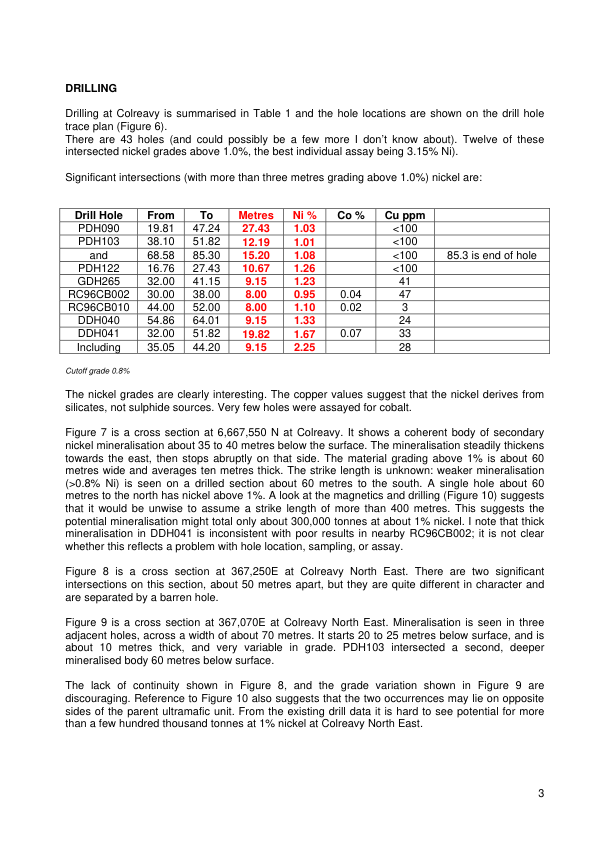 DRILLING
Drilling at Colreavy is summarised in Table 1 and the hole locations are shown on the drill hole
trace plan (Figure 6).
There are 43 holes (and could possibly be a few more I don't know about). Twelve of these
intersected nickel grades above 1.0%, the best individual assay being 3.15% Ni).
Significant intersections (with more than three metres grading above 1.0%) nickel are:
Drill Hole From To Metres Ni % Co % Cu ppm
PDH090 19.81 47.24 27.43 1.03 <100
PDH103 38.10 51.82 12.19 1.01 <100
and 68.58 85.30 15.20 1.08 <100 85.3 is end of hole
PDH122 16.76 27.43 10.67 1.26 <100
GDH265 32.00 41.15 9.15 1.23 41
RC96CB002 30.00 38.00 8.00 0.95 0.04 47
RC96CB010 44.00 52.00 8.00 1.10 0.02 3
DDH040 54.86 64.01 9.15 1.33 24
DDH041 32.00 51.82 19.82 1.67 0.07 33
Including 35.05 44.20 9.15 2.25 28
Cutoff grade 0.8%
The nickel grades are clearly interesting. The copper values suggest that the nickel derives from
silicates, not sulphide sources. Very few holes were assayed for cobalt.
Figure 7 is a cross section at 6,667,550 N at Colreavy. It shows a coherent body of secondary
nickel mineralisation about 35 to 40 metres below the surface. The mineralisation steadily thickens
towards the east, then stops abruptly on that side. The material grading above 1% is about 60
metres wide and averages ten metres thick. The strike length is unknown: weaker mineralisation
(>0.8% Ni) is seen on a drilled section about 60 metres to the south. A single hole about 60
metres to the north has nickel above 1%. A look at the magnetics and drilling (Figure 10) suggests
that it would be unwise to assume a strike length of more than 400 metres. This suggests the
potential mineralisation might total only about 300,000 tonnes at about 1% nickel. I note that thick
mineralisation in DDH041 is inconsistent with poor results in nearby RC96CB002; it is not clear
whether this reflects a problem with hole location, sampling, or assay.
Figure 8 is a cross section at 367,250E at Colreavy North East. There are two significant
intersections on this section, about 50 metres apart, but they are quite different in character and
are separated by a barren hole.
Figure 9 is a cross section at 367,070E at Colreavy North East. Mineralisation is seen in three
adjacent holes, across a width of about 70 metres. It starts 20 to 25 metres below surface, and is
about 10 metres thick, and very variable in grade. PDH103 intersected a second, deeper
mineralised body 60 metres below surface.
The lack of continuity shown in Figure 8, and the grade variation shown in Figure 9 are
discouraging. Reference to Figure 10 also suggests that the two occurrences may lie on opposite
sides of the parent ultramafic unit. From the existing drill data it is hard to see potential for more
than a few hundred thousand tonnes at 1% nickel at Colreavy North East.
3